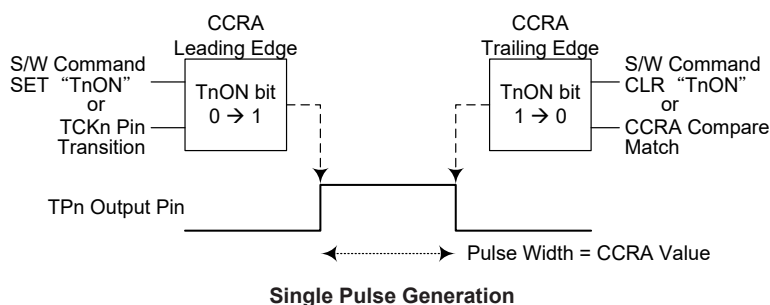 CCRA
Leading Edge
CCRA
Trailing Edge
S/W Command
SET “TnON”
or
TCKn Pin
Transition
TnON bit
0 → 1
TnON bit
1 → 0
S/W Command
CLR “TnON”
or
CCRA Compare
Match
TPn Output Pin
Pulse Width = CCRA Value
Single Pulse Generation